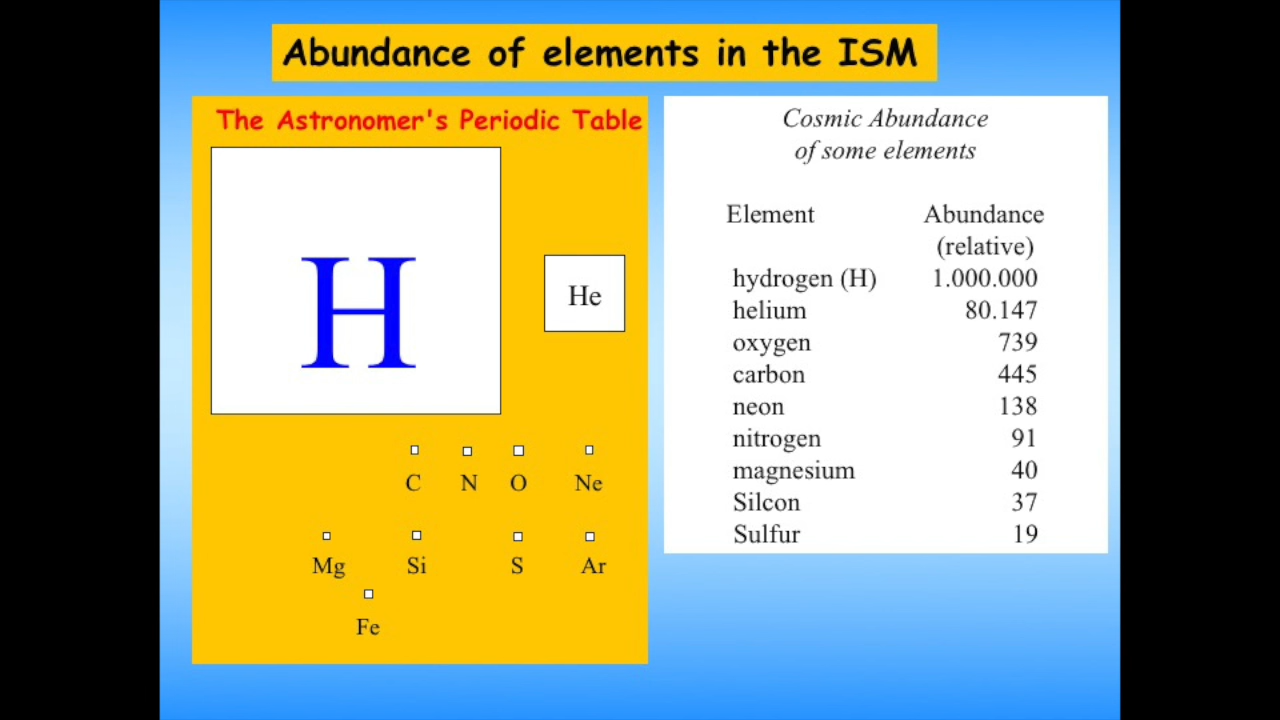 Abundance of elements in the ISM
The Astronomer's Periodic Table
H
He
C N O Ne
Mg Si S Ar
Fe
Cosmic Abundance
of some elements
Element Abundance
(relative)
hydrogen (H) 1.000.000
helium 80.147
oxygen 739
carbon 445
neon 138
nitrogen 91
magnesium 40
Silcon 37
Sulfur 19